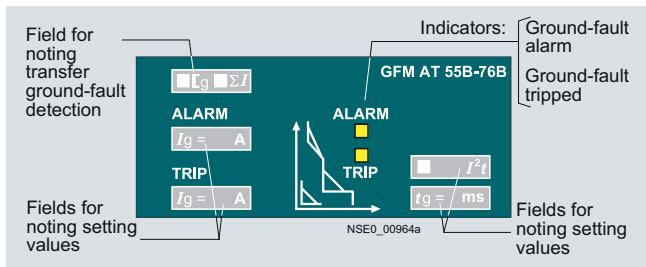 Field for
noting
transfer
ground-fault
detection
Indicators:
Ground-fault
alarm
Ground-fault
tripped
GFM AT 55B-76B
g ΣI
ALARM
Ig = A
TRIP
Ig = A
ALARM
TRIP
I²t
tg = ms
NSE0_00964a
Fields for
noting setting
values
Fields for
noting setting
values